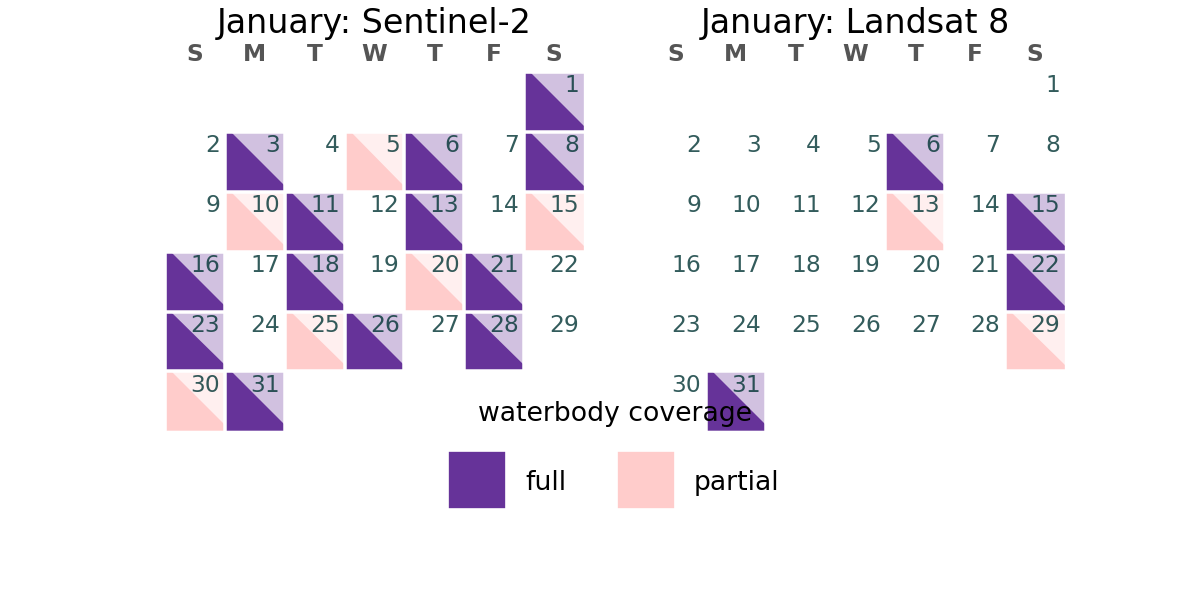 January: Sentinel-2
S M T W T F S
1
2 3 4 5 6 7 8
9 10 11 12 13 14 15
16 17 18 19 20 21 22
23 24 25 26 27 28 29
30 31
January: Landsat 8
S M T W T F S
1
2 3 4 5 6 7 8
9 10 11 12 13 14 15
16 17 18 19 20 21 22
23 24 25 26 27 28 29
30 31
waterbody coverage
full partial